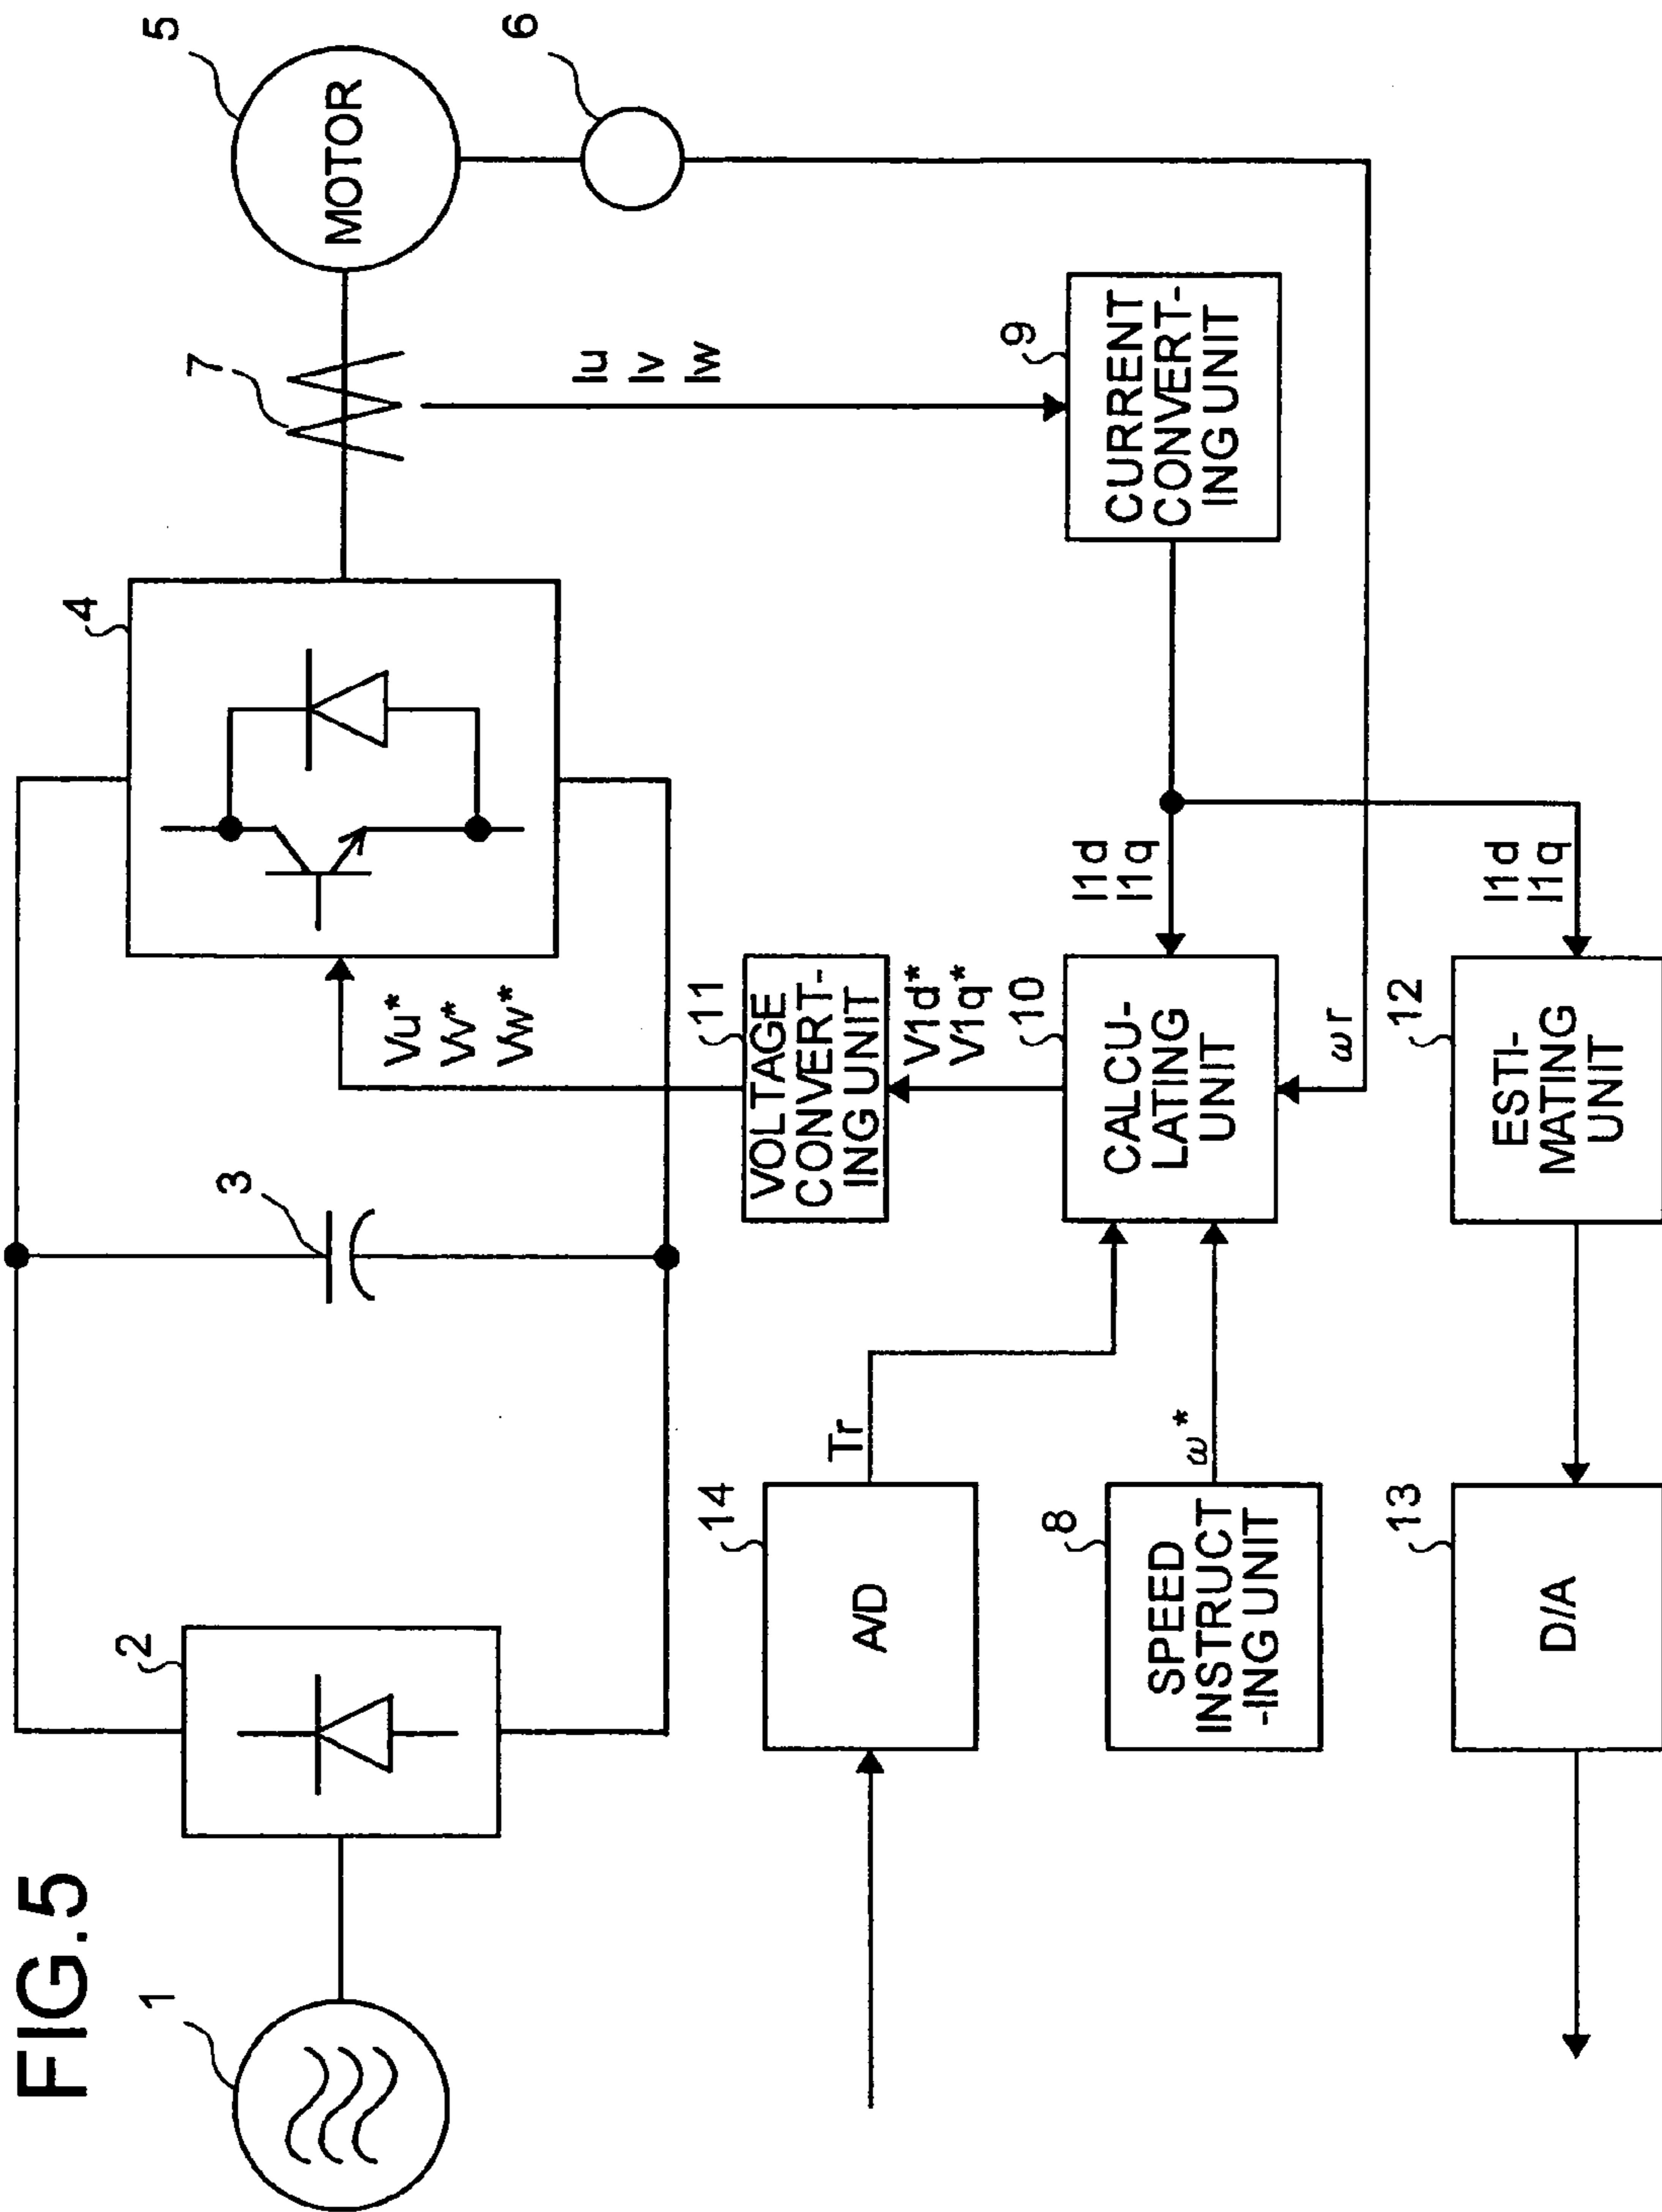 FIG.5
1
2
3
4
5
MOTOR
6
7
Iu
Iv
Iw
Vu*
Vv*
Vw*
14
A/D
Tr
11
VOLTAGE
CONVERT-
ING UNIT
V1d*
V1q*
9
CURRENT
CONVERT-
ING UNIT
8
SPEED
INSTRUCT
-ING UNIT
ω*
10
CALCU-
LATING
UNIT
I1d
I1q
ωr
13
D/A
12
ESTI-
MATING
UNIT
I1d
I1q